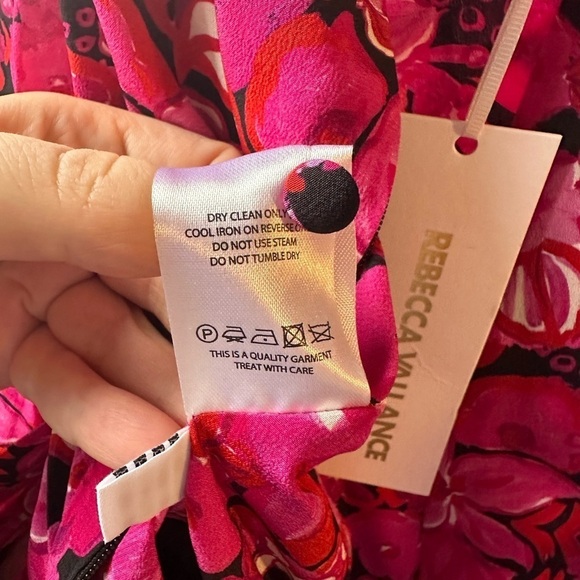 DRY CLEAN ONLY
COOL IRON ON REVERSE
DO NOT USE STEAM
DO NOT TUMBLE DRY
P
THIS IS A QUALITY GARMENT
TREAT WITH CARE
REBECCA VALLANCE